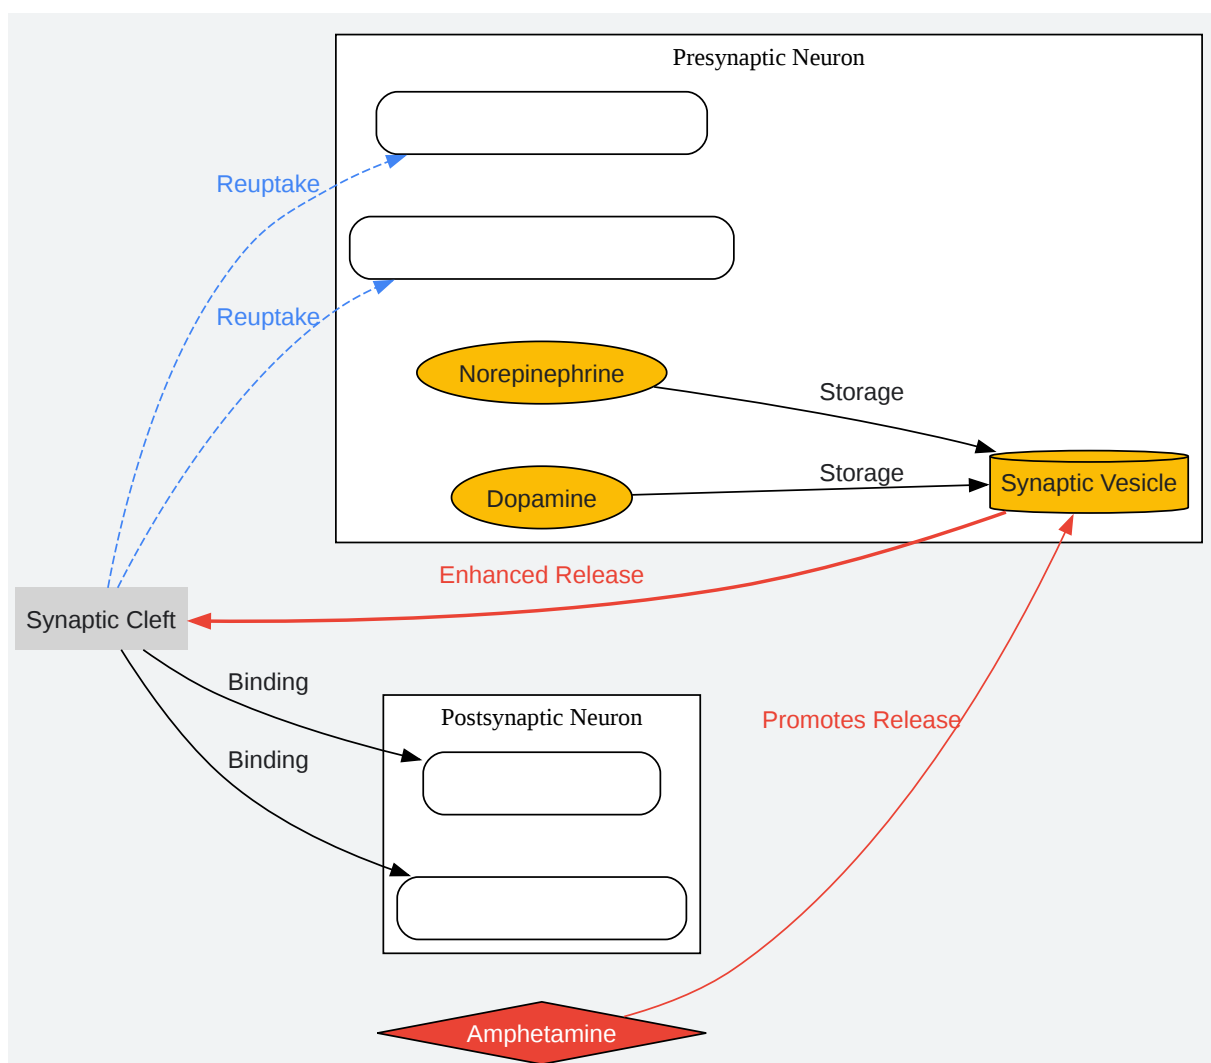 Presynaptic Neuron
Reuptake
Reuptake
Norepinephrine
Storage
Storage
Dopamine
Synaptic Vesicle
Enhanced Release
Synaptic Cleft
Binding
Postsynaptic Neuron
Promotes Release
Binding
Amphetamine